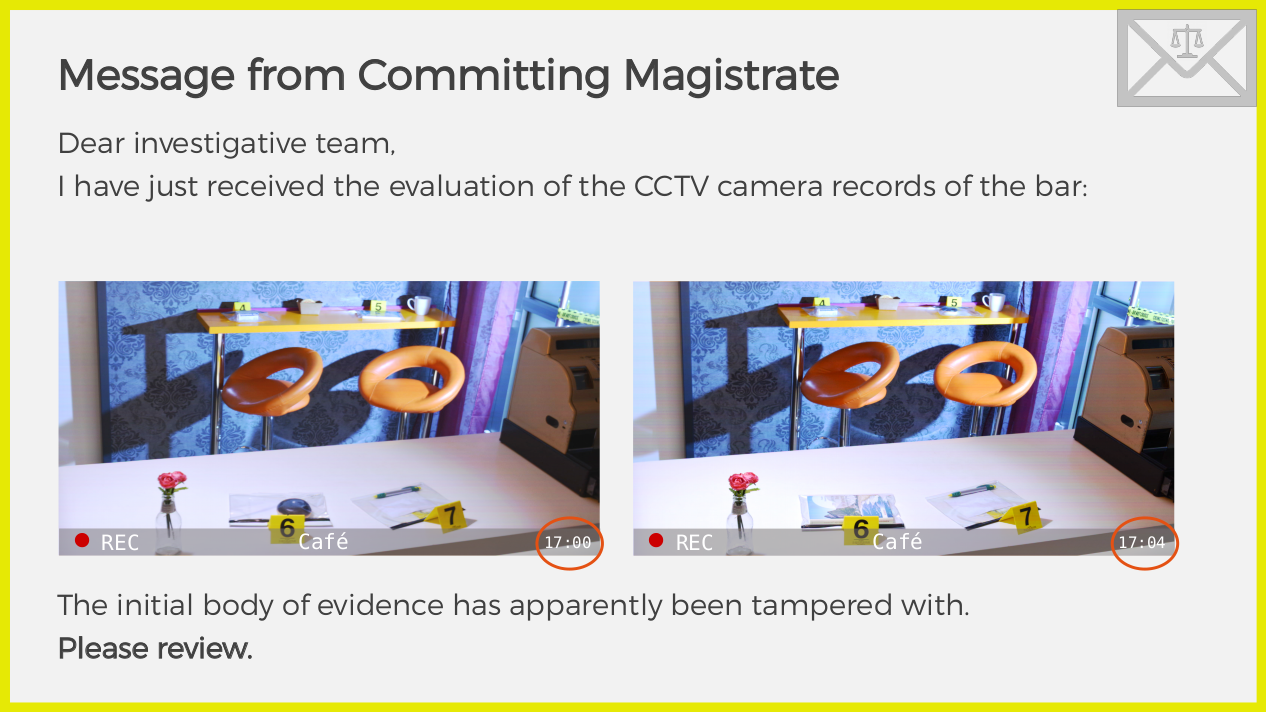 Message from Committing Magistrate
Dear investigative team,
I have just received the evaluation of the CCTV camera records of the bar:
4
5
6
7
REC
Café
17:00
4
5
6
7
REC
Café
17:04
The initial body of evidence has apparently been tampered with.
Please review.